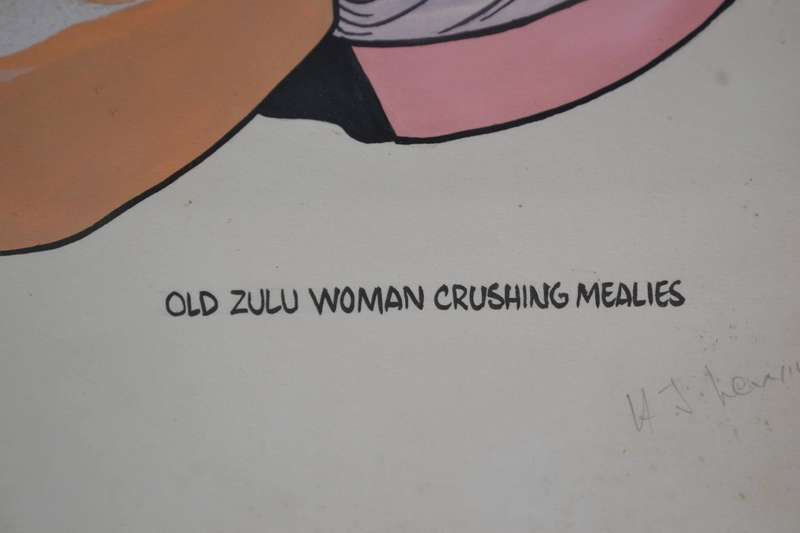 OLD ZULU WOMAN CRUSHING MEALIES
H J